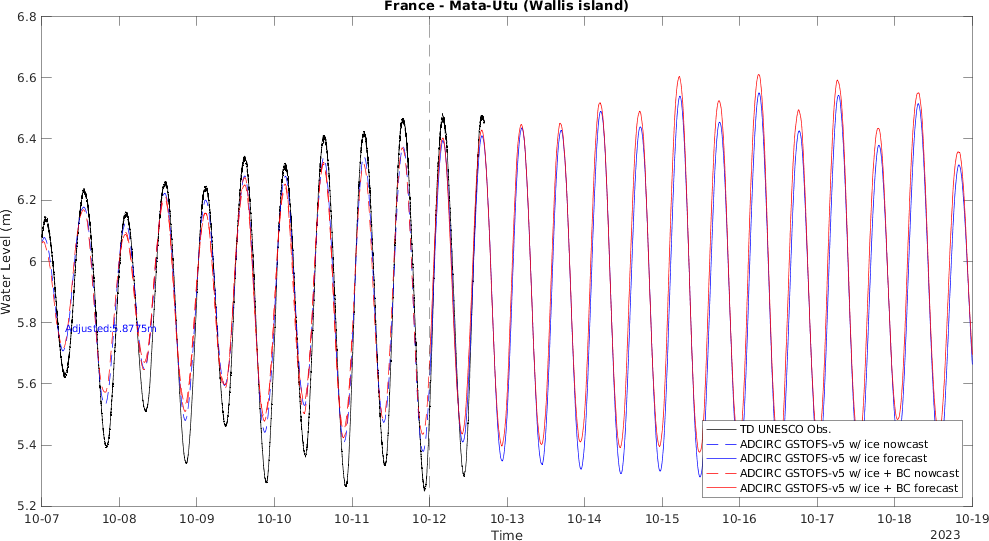 France - Mata-Utu (Wallis island)
Water Level (m)
6.8
6.6
6.4
6.2
6
5.8
5.6
5.4
5.2
Adjusted:5.8775m
TD UNESCO Obs.
ADCIRC GSTOFS-v5 w/ ice nowcast
ADCIRC GSTOFS-v5 w/ ice forecast
ADCIRC GSTOFS-v5 w/ ice + BC nowcast
ADCIRC GSTOFS-v5 w/ ice + BC forecast
10-07 10-08 10-09 10-10 10-11 10-12 10-13 10-14 10-15 10-16 10-17 10-18 10-19
Time
2023